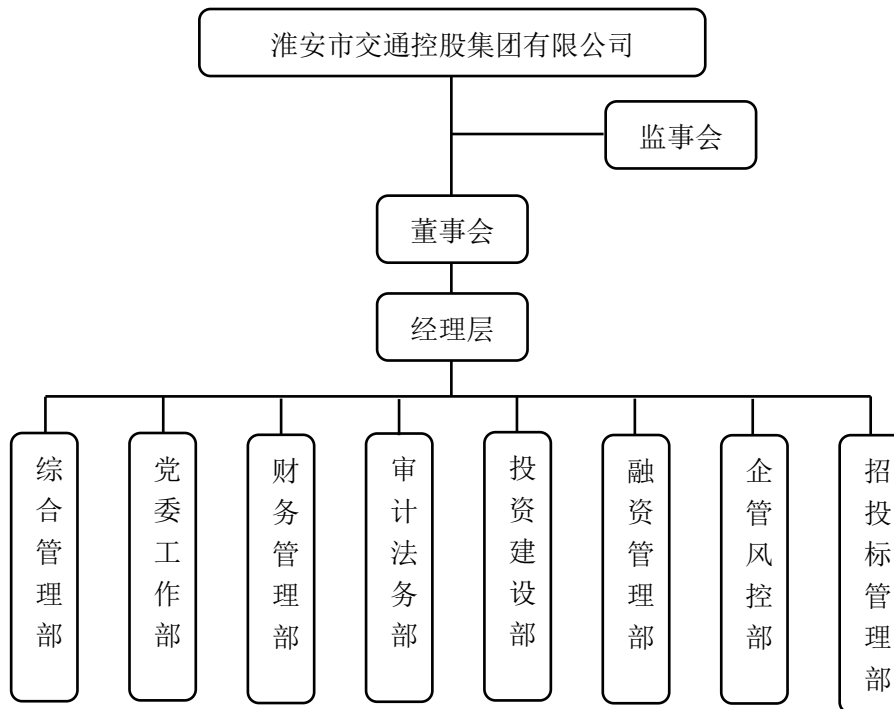 淮安市交通控股集团有限公司
监事会
董事会
经理层
综合管理部
党委工作部
财务管理部
审计法务部
投资建设部
融资管理部
企管风控部
招投标管理部